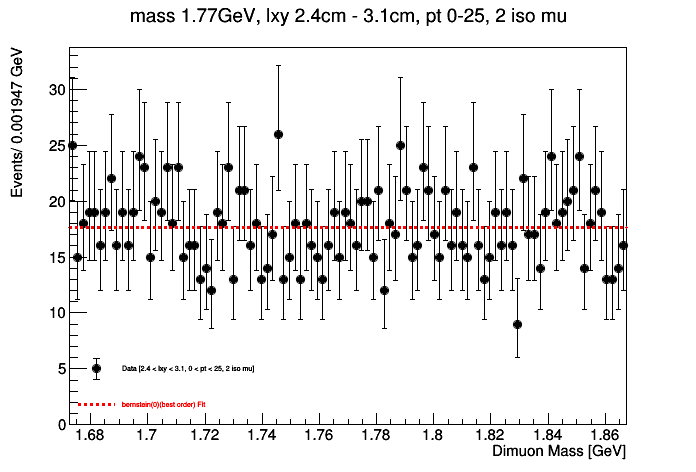 mass 1.77GeV, lxy 2.4cm - 3.1cm, pt 0-25, 2 iso mu
Events/ 0.001947 GeV
30
25
20
15
10
5
0
Data [2.4 < lxy < 3.1, 0 < pt < 25, 2 iso mu]
bernstein(0)(best order) Fit
1.68 1.7 1.72 1.74 1.76 1.78 1.8 1.82 1.84 1.86
Dimuon Mass [GeV]